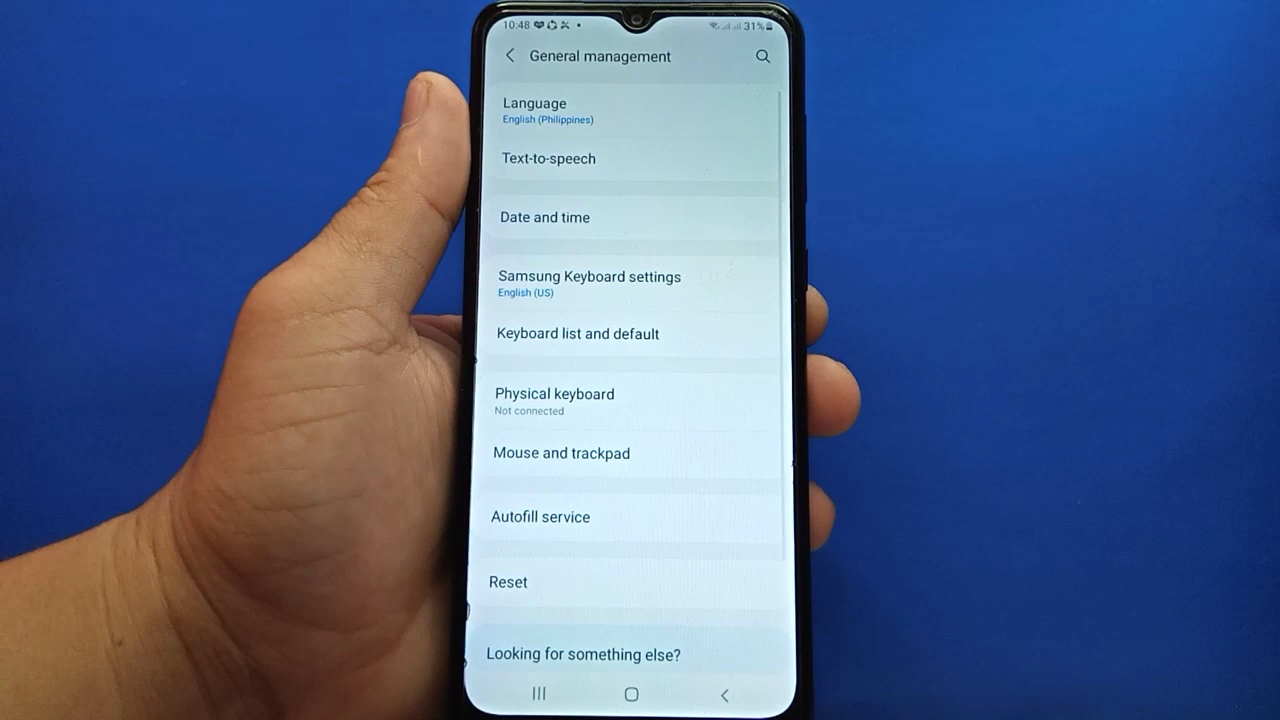 10:48 31%
General management
Language
English (Philippines)
Text-to-speech
Date and time
Samsung Keyboard settings
English (US)
Keyboard list and default
Physical keyboard
Not connected
Mouse and trackpad
Autofill service
Reset
Looking for something else?